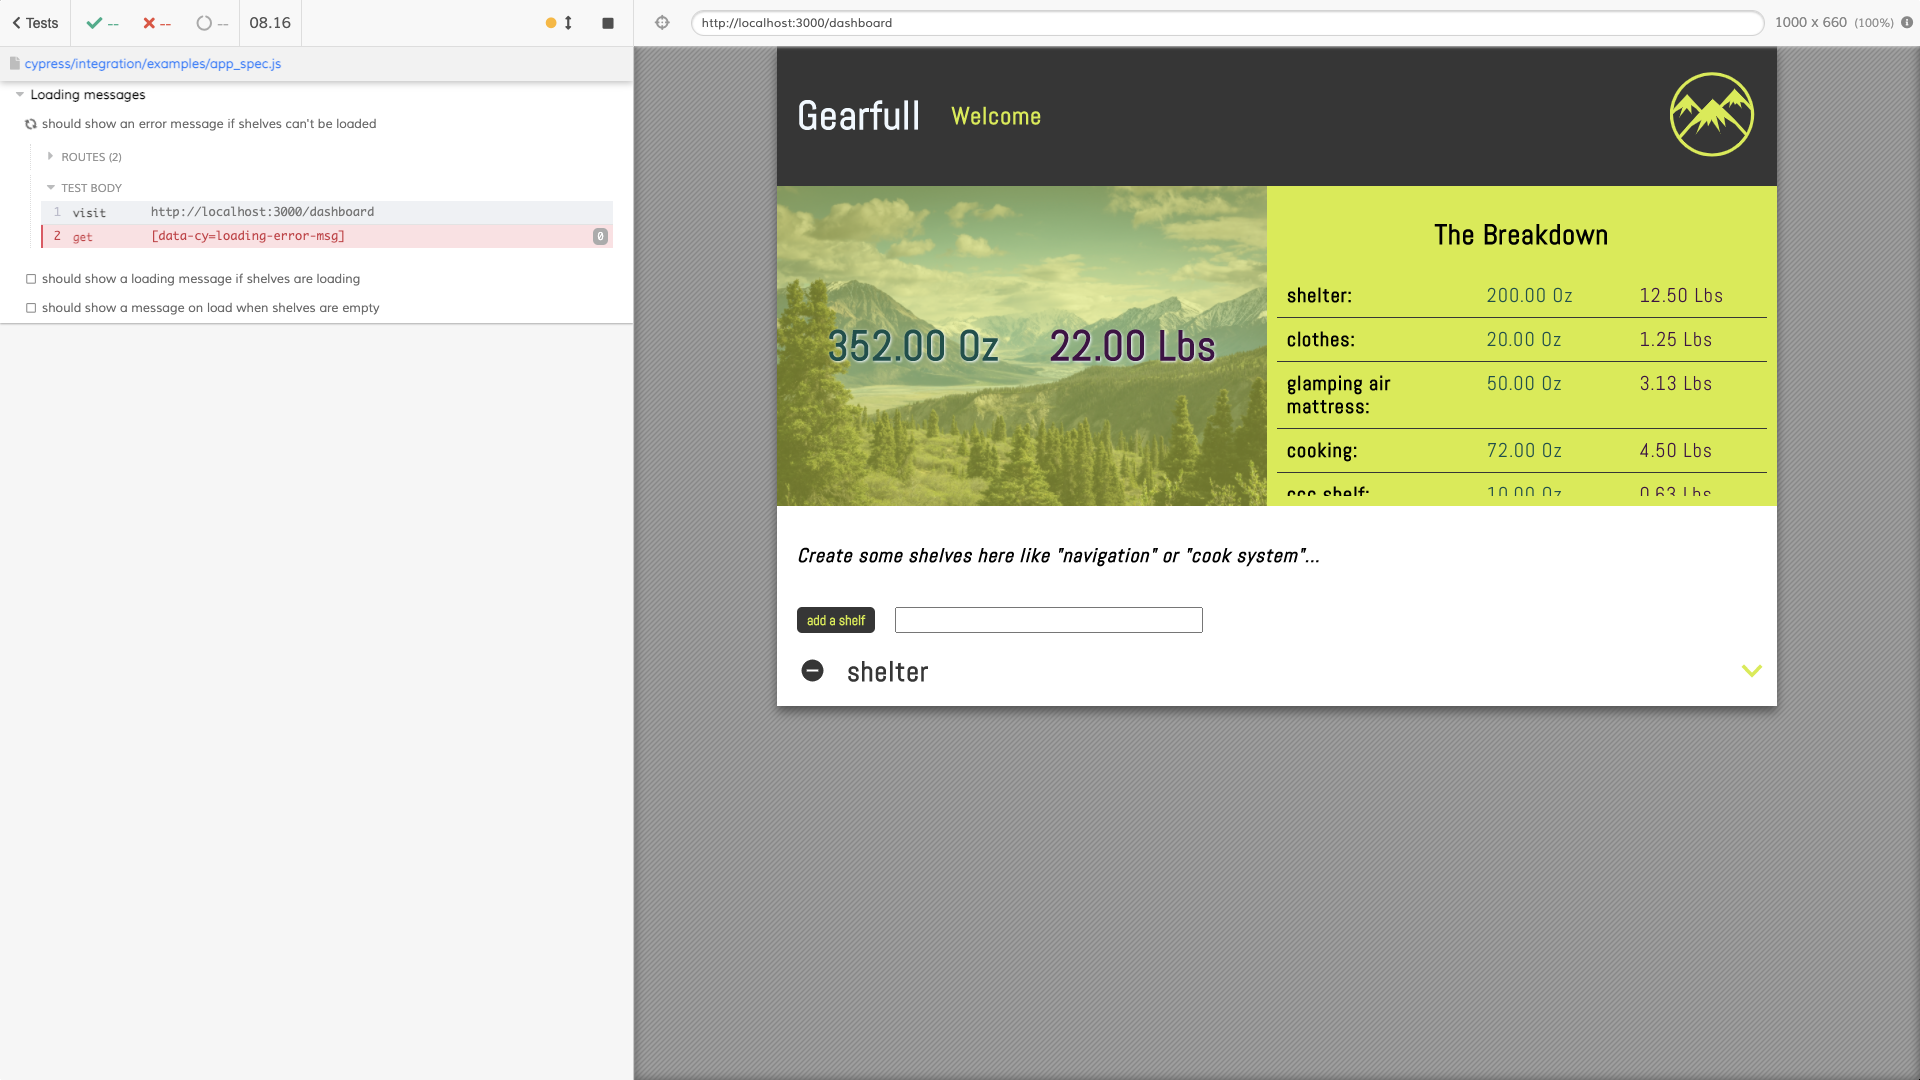 Tests -- -- -- 08.16
http://localhost:3000/dashboard 1000 x 660 (100%)
cypress/integration/examples/app_spec.js
Loading messages
should show an error message if shelves can't be loaded
ROUTES (2)
TEST BODY
1 visit http://localhost:3000/dashboard
2 get [data-cy=loading-error-msg] 0
should show a loading message if shelves are loading
should show a message on load when shelves are empty
Gearfull Welcome
352.00 Oz 22.00 Lbs
The Breakdown
shelter: 200.00 Oz 12.50 Lbs
clothes: 20.00 Oz 1.25 Lbs
glamping air
mattress: 50.00 Oz 3.13 Lbs
cooking: 72.00 Oz 4.50 Lbs
ccc shelf: 10.00 Oz 0.63 Lbs
Create some shelves here like "navigation" or "cook system"...
add a shelf
shelter